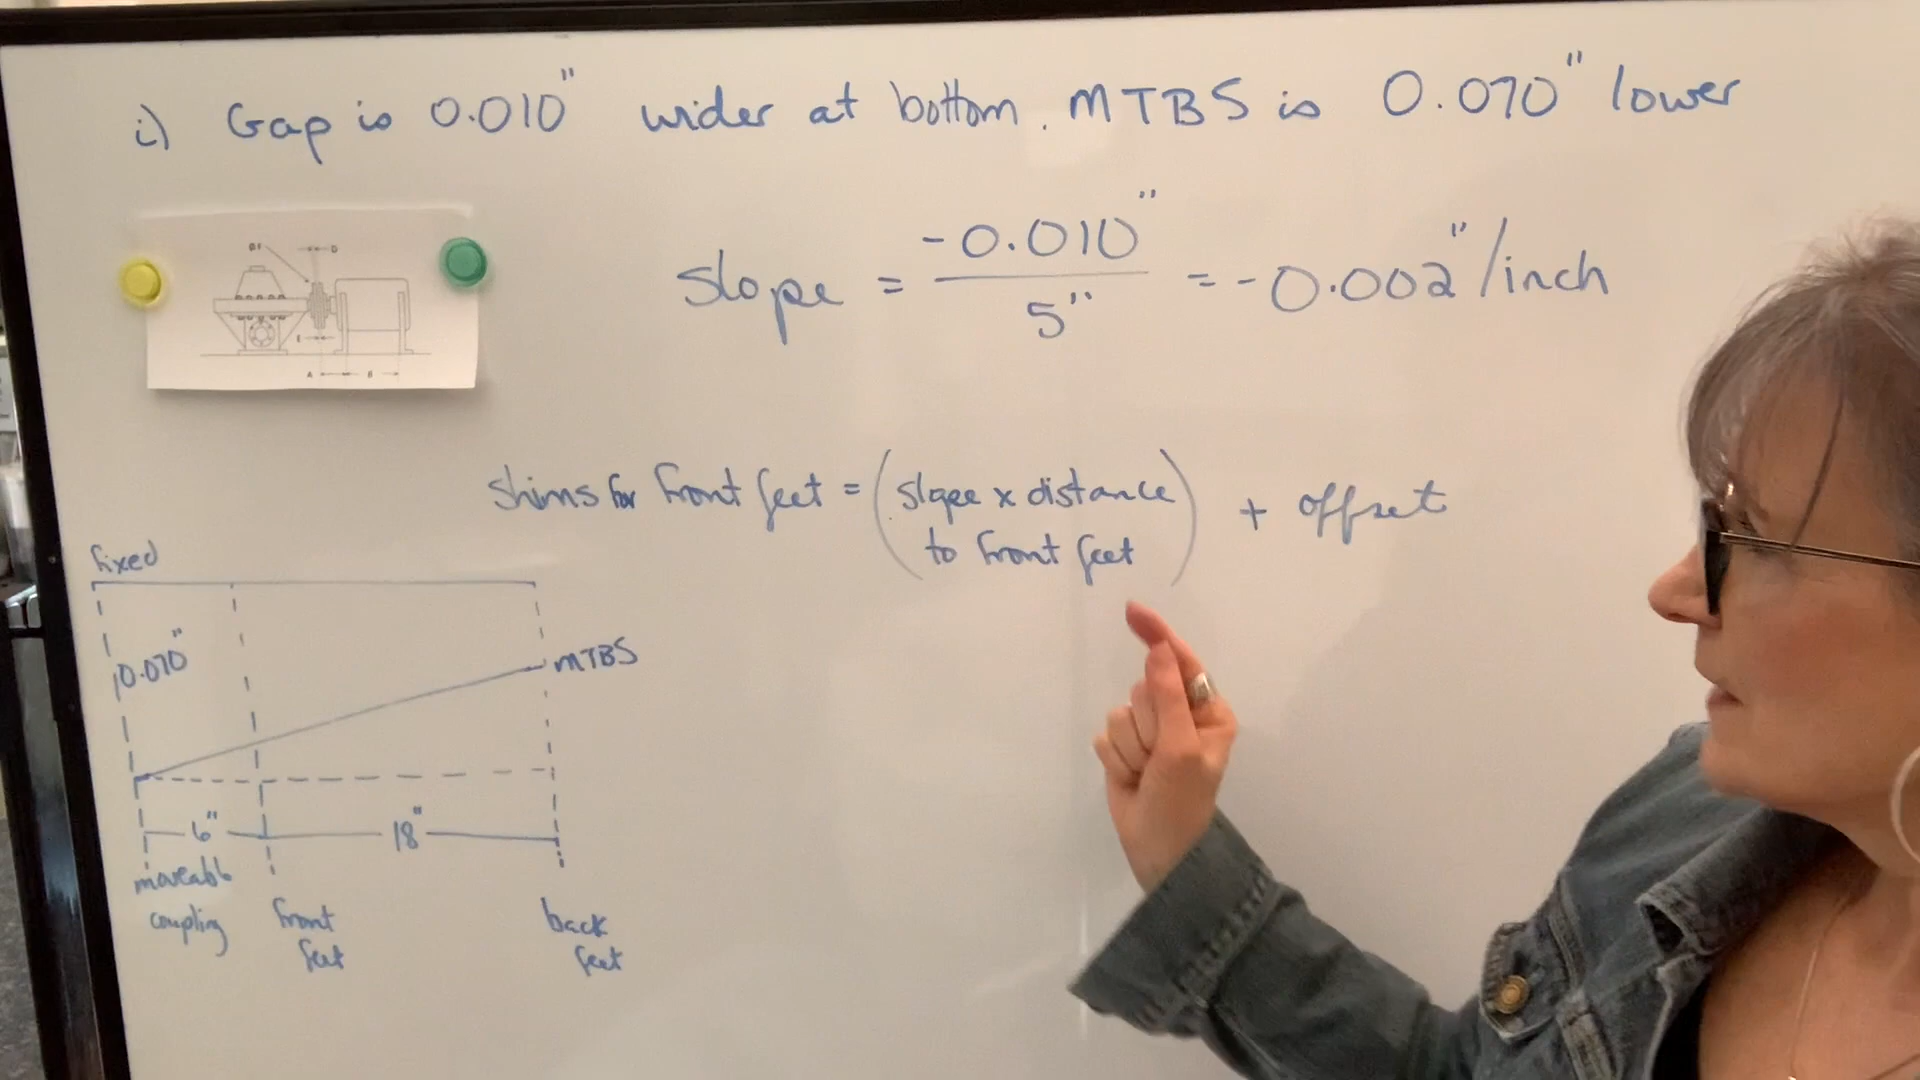 i) Gap is 0.010" wider at bottom. MTBS is 0.070" lower
slope = -0.010" / 5" = -0.002"/inch
shims for front feet = (slope x distance to front feet) + offset
fixed
0.070"
MTBS
6"
18"
moveable coupling
front feet
back feet
D
E
A
B